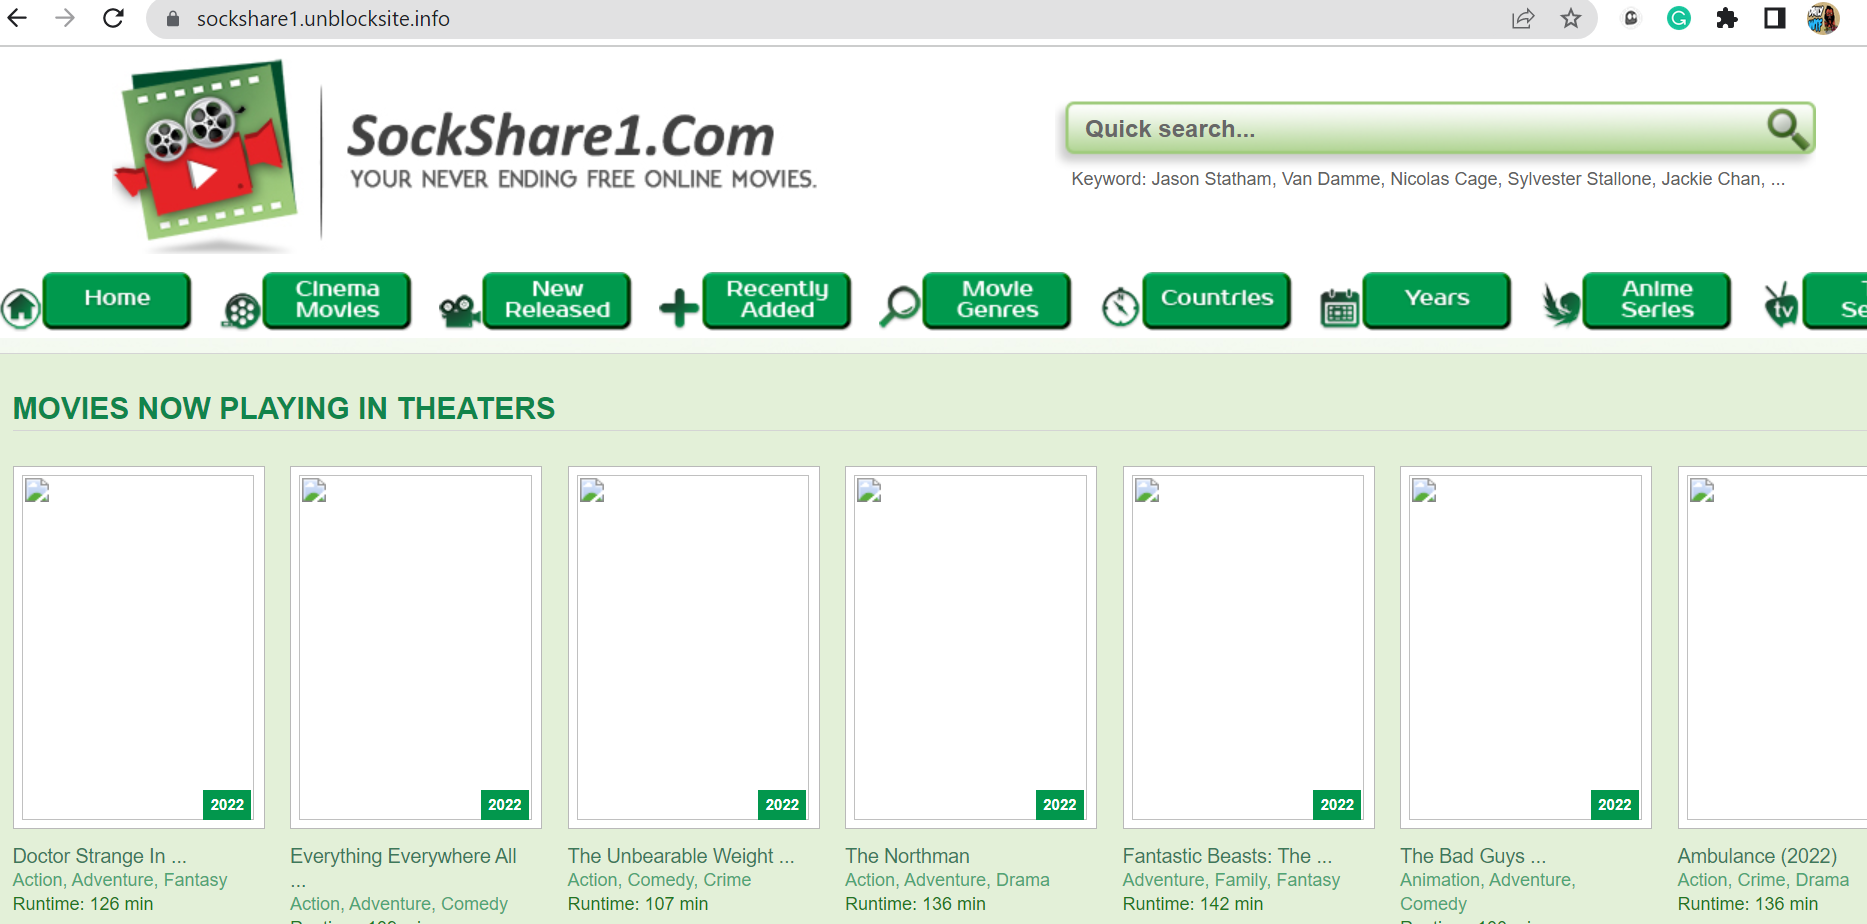 sockshare1.unblocksite.info
SockShare1.Com
YOUR NEVER ENDING FREE ONLINE MOVIES.
Quick search...
Keyword: Jason Statham, Van Damme, Nicolas Cage, Sylvester Stallone, Jackie Chan, ...
Home
Cinema
Movies
New
Released
Recently
Added
Movie
Genres
Countries
Years
Anime
Series
tv
Se
MOVIES NOW PLAYING IN THEATERS
2022
2022
2022
2022
2022
2022
Doctor Strange In ...
Action, Adventure, Fantasy
Runtime: 126 min
Everything Everywhere All
...
Action, Adventure, Comedy
The Unbearable Weight ...
Action, Comedy, Crime
Runtime: 107 min
The Northman
Action, Adventure, Drama
Runtime: 136 min
Fantastic Beasts: The ...
Adventure, Family, Fantasy
Runtime: 142 min
The Bad Guys ...
Animation, Adventure,
Comedy
Ambulance (2022)
Action, Crime, Drama
Runtime: 136 min